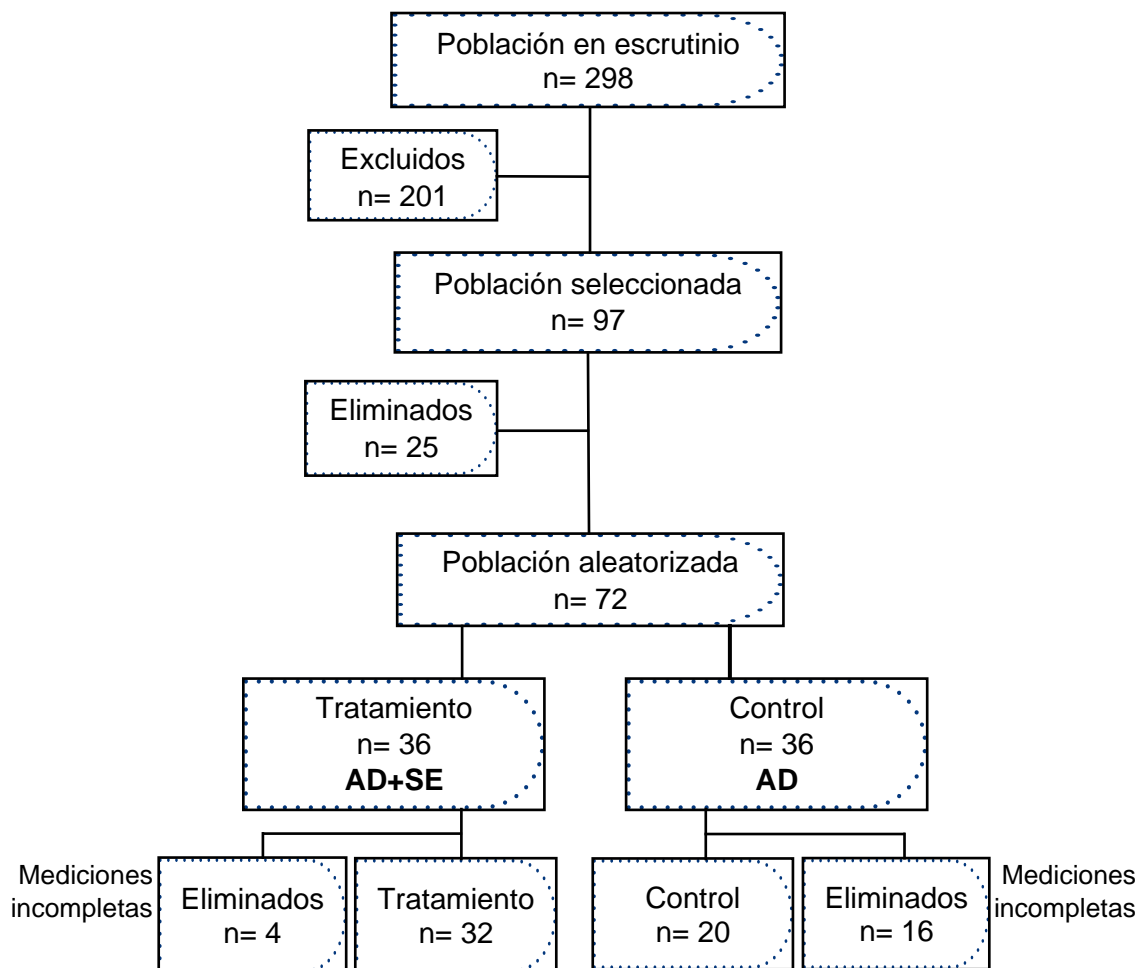 Población en escrutinio
n= 298
Excluidos
n= 201
Población seleccionada
n= 97
Eliminados
n= 25
Población aleatorizada
n= 72
Tratamiento
n= 36
AD+SE
Control
n= 36
AD
Mediciones
incompletas
Eliminados
n= 4
Tratamiento
n= 32
Control
n= 20
Eliminados
n= 16
Mediciones
incompletas